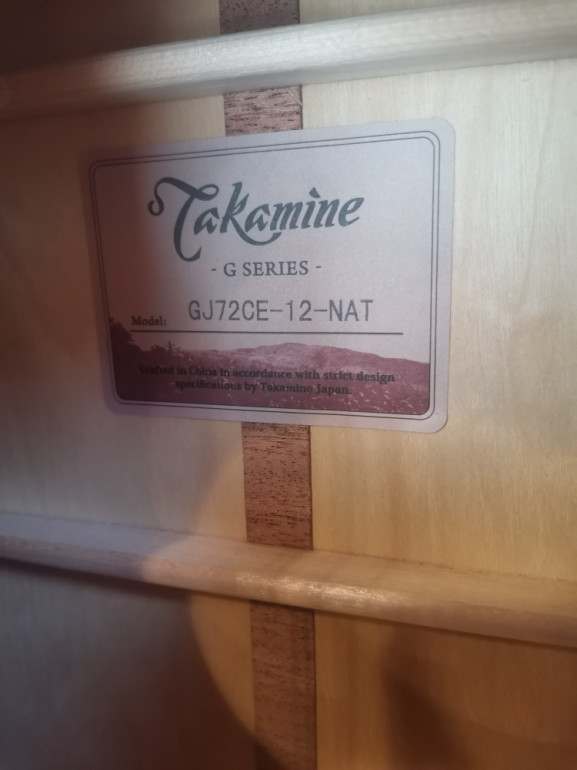 Takamine
- G SERIES -
Model: GJ72CE-12-NAT
Crafted in China in accordance with strict design
specifications by Takamine Japan.